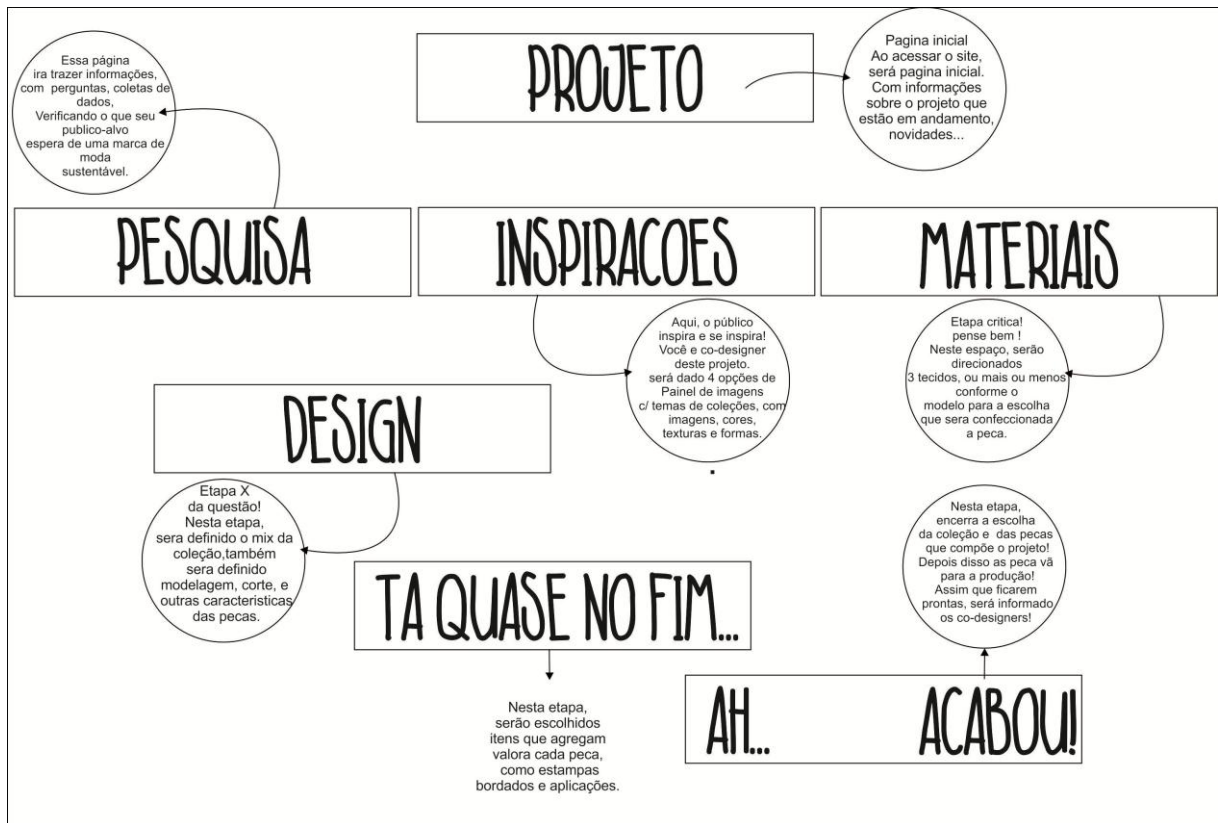 PROJETO
Pagina inicial
Ao acessar o site,
será pagina inicial.
Com informações
sobre o projeto que
estão em andamento,
novidades...
Essa página
ira trazer informações,
com perguntas, coletas de
dados,
Verificando o que seu
publico-alvo
espera de uma marca de
moda
sustentável.
PESQUISA
INSPIRACOES
MATERIAIS
Aqui, o público
inspira e se inspira!
Você e co-designer
deste projeto.
será dado 4 opções de
Painel de imagens
c/ temas de coleções, com
imagens, cores,
texturas e formas.
Etapa critica!
pense bem !
Neste espaço, serão
direcionados
3 tecidos, ou mais ou menos
conforme o
modelo para a escolha
que sera confeccionada
a peca.
DESIGN
Etapa X
da questão!
Nesta etapa,
sera definido o mix da
coleção,também
sera definido
modelagem, corte, e
outras caracteristicas
das pecas.
TA QUASE NO FIM...
Nesta etapa,
serão escolhidos
itens que agregam
valora cada peca,
como estampas
bordados e aplicações.
Nesta etapa,
encerra a escolha
da coleção e das pecas
que compõe o projeto!
Depois disso as peca vã
para a produção!
Assim que ficarem
prontas, será informado
os co-designers!
AH... ACABOU!